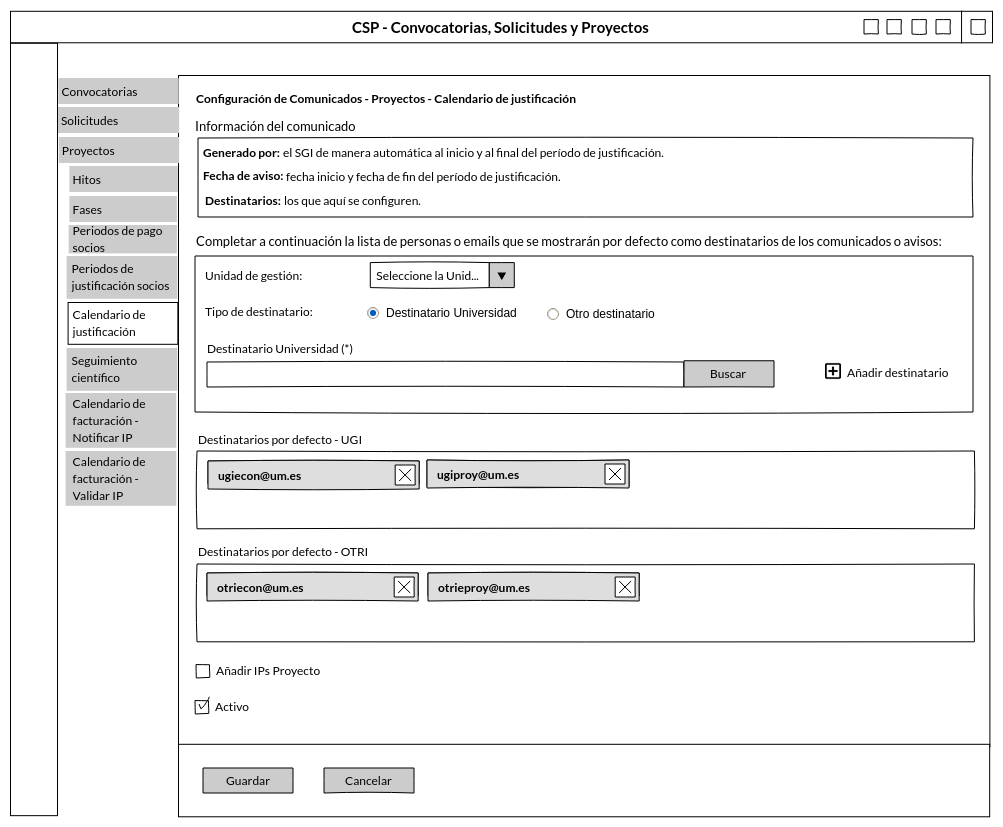 CSP - Convocatorias, Solicitudes y Proyectos
Convocatorias
Solicitudes
Proyectos
Hitos
Fases
Periodos de pago
socios
Periodos de
justificación socios
Calendario de
justificación
Seguimiento
científico
Calendario de
facturación -
Notificar IP
Calendario de
facturación -
Validar IP
Configuración de Comunicados - Proyectos - Calendario de justificación
Información del comunicado
Generado por: el SGI de manera automática al inicio y al final del período de justificación.
Fecha de aviso: fecha inicio y fecha de fin del período de justificación.
Destinatarios: los que aquí se configuren.
Completar a continuación la lista de personas o emails que se mostrarán por defecto como destinatarios de los comunicados o avisos:
Unidad de gestión: Seleccione la Unid...
Tipo de destinatario: Destinatario Universidad Otro destinatario
Destinatario Universidad (*)
Buscar Añadir destinatario
Destinatarios por defecto - UGI
ugiecon@um.es ugiproy@um.es
Destinatarios por defecto - OTRI
otriecon@um.es otrieproy@um.es
Añadir IPs Proyecto
Activo
Guardar Cancelar